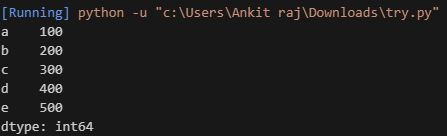 [Running] python -u "c:\Users\Ankit raj\Downloads\try.py"
a    100
b    200
c    300
d    400
e    500
dtype: int64